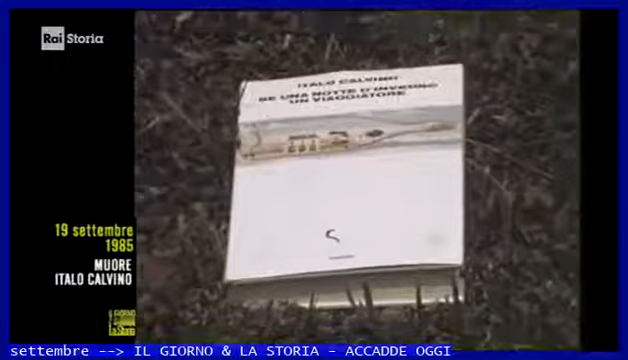 Rai Storia
ITALO CALVINO
SE UNA NOTTE D'INVERNO
UN VIAGGIATORE
19 settembre
1985
MUORE
ITALO CALVINO
IL GIORNO
la Storia
settembre --> IL GIORNO & LA STORIA - ACCADDE OGGI